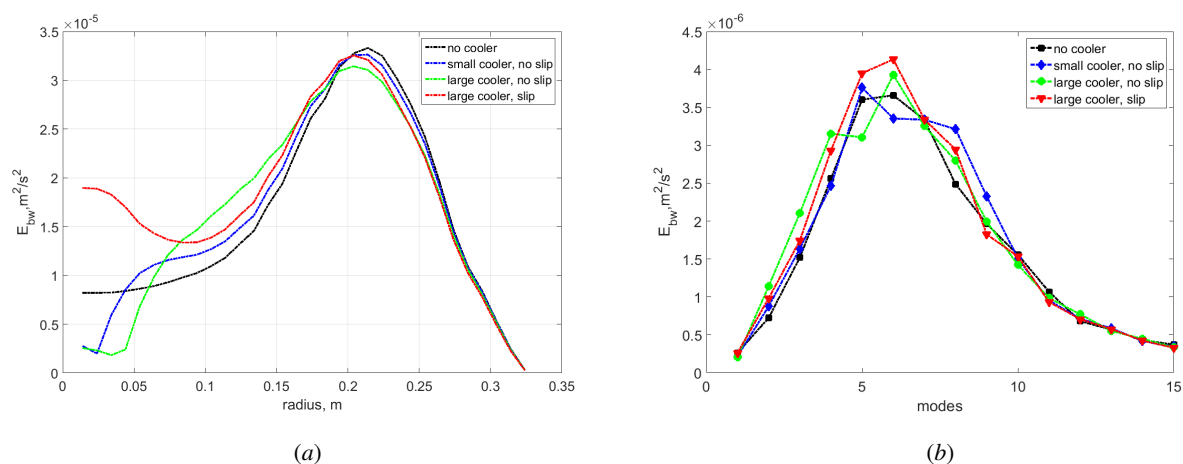 ×10⁻⁵
3.5
3
2.5
2
1.5
1
0.5
0
E_bw,m²/s²
no cooler
small cooler, no slip
large cooler, no slip
large cooler, slip
0 0.05 0.1 0.15 0.2 0.25 0.3 0.35
radius, m
(a)
×10⁻⁶
4.5
4
3.5
3
2.5
2
1.5
1
0.5
0
E_bw,m²/s²
no cooler
small cooler, no slip
large cooler, no slip
large cooler, slip
0 5 10 15
modes
(b)